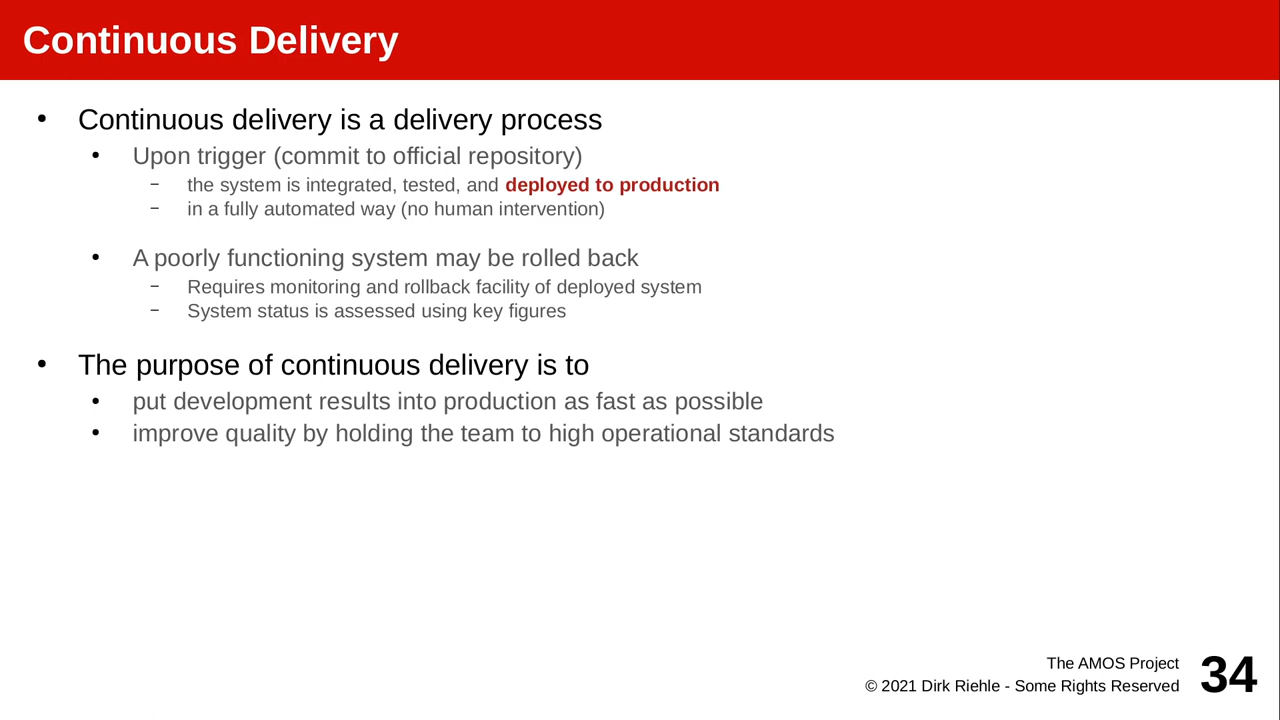 Continuous Delivery
• Continuous delivery is a delivery process
• Upon trigger (commit to official repository)
– the system is integrated, tested, and deployed to production
– in a fully automated way (no human intervention)
• A poorly functioning system may be rolled back
– Requires monitoring and rollback facility of deployed system
– System status is assessed using key figures
• The purpose of continuous delivery is to
• put development results into production as fast as possible
• improve quality by holding the team to high operational standards
The AMOS Project
© 2021 Dirk Riehle - Some Rights Reserved
34